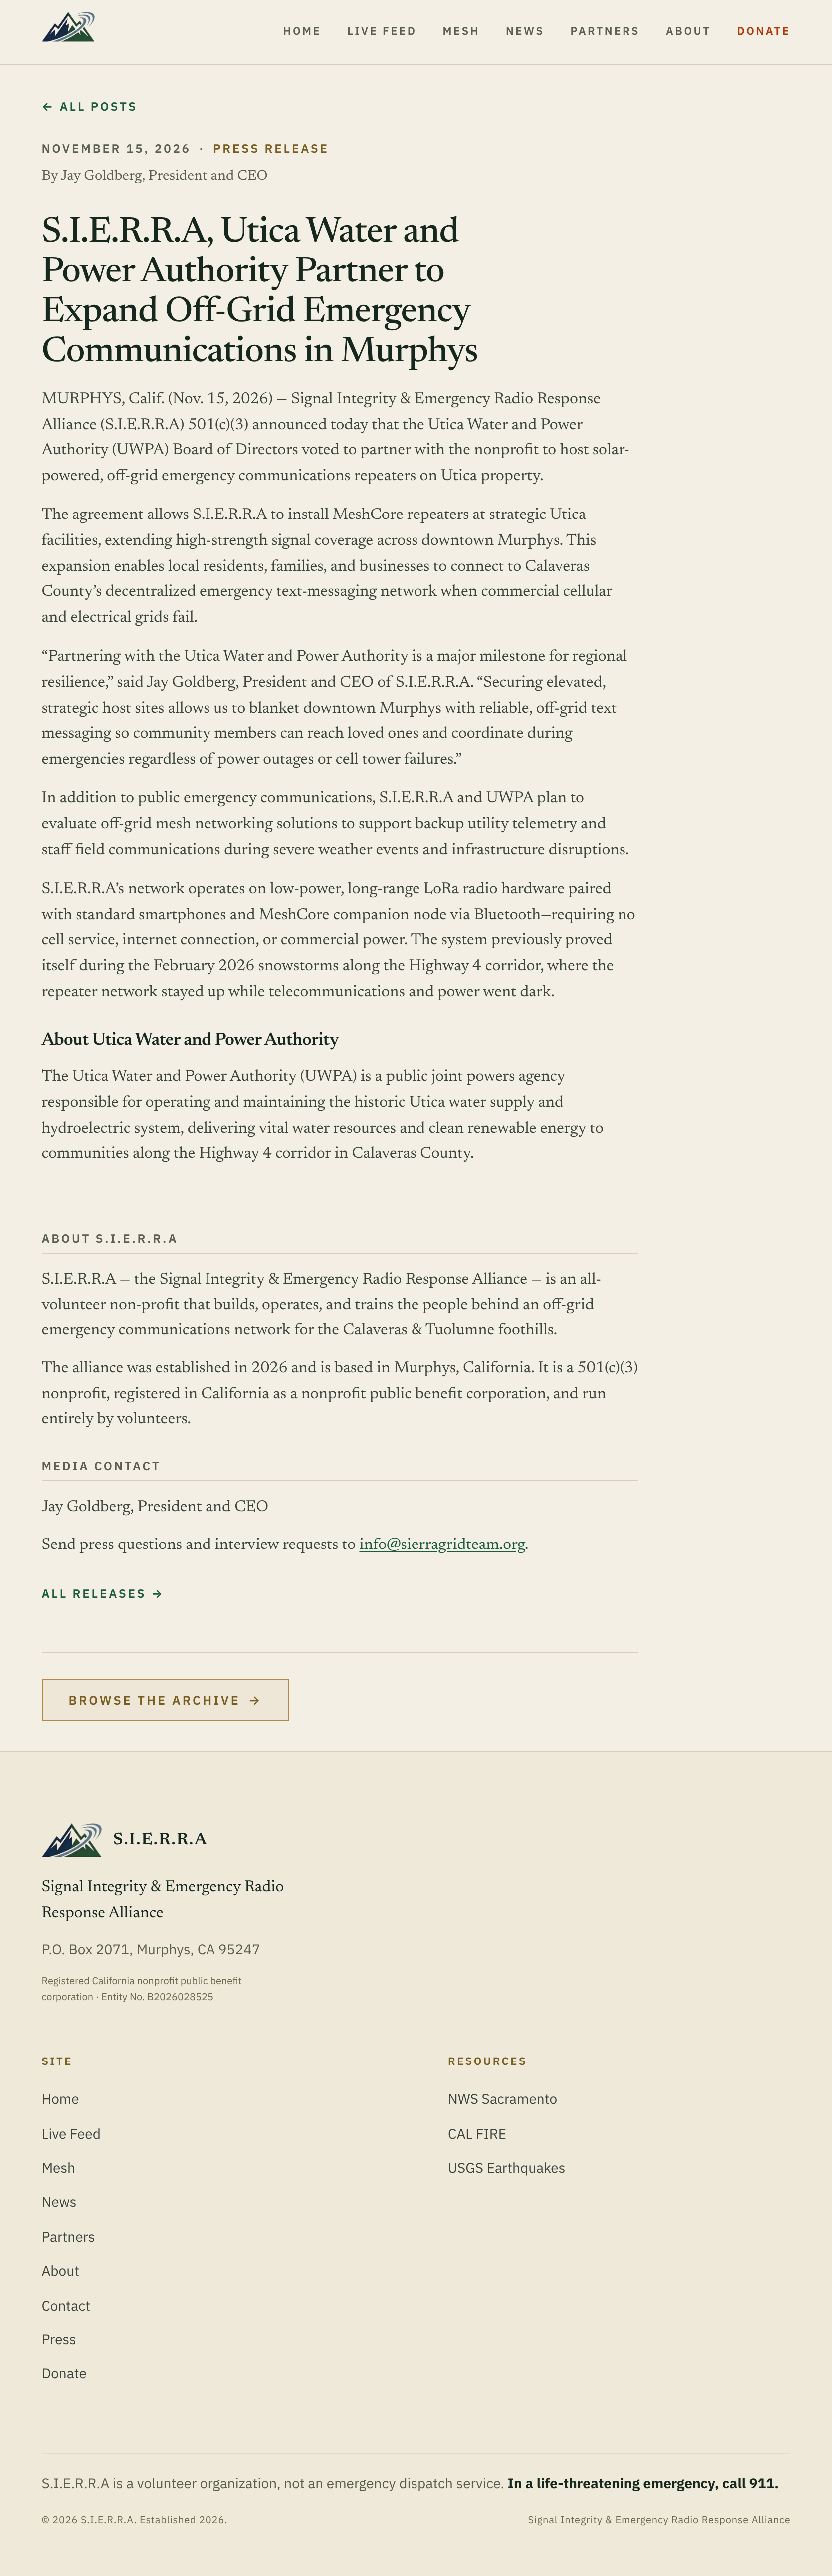 HOME LIVE FEED MESH NEWS PARTNERS ABOUT DONATE
← ALL POSTS
NOVEMBER 15, 2026 · PRESS RELEASE
By Jay Goldberg, President and CEO
S.I.E.R.R.A, Utica Water and
Power Authority Partner to
Expand Off-Grid Emergency
Communications in Murphys
MURPHYS, Calif. (Nov. 15, 2026) — Signal Integrity & Emergency Radio Response
Alliance (S.I.E.R.R.A) 501(c)(3) announced today that the Utica Water and Power
Authority (UWPA) Board of Directors voted to partner with the nonprofit to host solar-
powered, off-grid emergency communications repeaters on Utica property.
The agreement allows S.I.E.R.R.A to install MeshCore repeaters at strategic Utica
facilities, extending high-strength signal coverage across downtown Murphys. This
expansion enables local residents, families, and businesses to connect to Calaveras
County’s decentralized emergency text-messaging network when commercial cellular
and electrical grids fail.
“Partnering with the Utica Water and Power Authority is a major milestone for regional
resilience,” said Jay Goldberg, President and CEO of S.I.E.R.R.A. “Securing elevated,
strategic host sites allows us to blanket downtown Murphys with reliable, off-grid text
messaging so community members can reach loved ones and coordinate during
emergencies regardless of power outages or cell tower failures.”
In addition to public emergency communications, S.I.E.R.R.A and UWPA plan to
evaluate off-grid mesh networking solutions to support backup utility telemetry and
staff field communications during severe weather events and infrastructure disruptions.
S.I.E.R.R.A’s network operates on low-power, long-range LoRa radio hardware paired
with standard smartphones and MeshCore companion node via Bluetooth—requiring no
cell service, internet connection, or commercial power. The system previously proved
itself during the February 2026 snowstorms along the Highway 4 corridor, where the
repeater network stayed up while telecommunications and power went dark.
About Utica Water and Power Authority
The Utica Water and Power Authority (UWPA) is a public joint powers agency
responsible for operating and maintaining the historic Utica water supply and
hydroelectric system, delivering vital water resources and clean renewable energy to
communities along the Highway 4 corridor in Calaveras County.
ABOUT S.I.E.R.R.A
S.I.E.R.R.A — the Signal Integrity & Emergency Radio Response Alliance — is an all-
volunteer non-profit that builds, operates, and trains the people behind an off-grid
emergency communications network for the Calaveras & Tuolumne foothills.
The alliance was established in 2026 and is based in Murphys, California. It is a 501(c)(3)
nonprofit, registered in California as a nonprofit public benefit corporation, and run
entirely by volunteers.
MEDIA CONTACT
Jay Goldberg, President and CEO
Send press questions and interview requests to info@sierragridteam.org.
ALL RELEASES →
BROWSE THE ARCHIVE →
S.I.E.R.R.A
Signal Integrity & Emergency Radio
Response Alliance
P.O. Box 2071, Murphys, CA 95247
Registered California nonprofit public benefit
corporation · Entity No. B2026028525
SITE
Home
Live Feed
Mesh
News
Partners
About
Contact
Press
Donate
RESOURCES
NWS Sacramento
CAL FIRE
USGS Earthquakes
S.I.E.R.R.A is a volunteer organization, not an emergency dispatch service. In a life-threatening emergency, call 911.
© 2026 S.I.E.R.R.A. Established 2026.
Signal Integrity & Emergency Radio Response Alliance